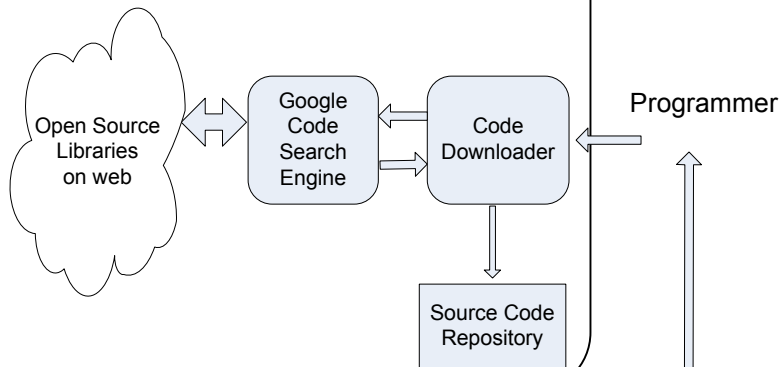 Open Source
Libraries
on web
Google
Code
Search
Engine
Code
Downloader
Programmer
Source Code
Repository